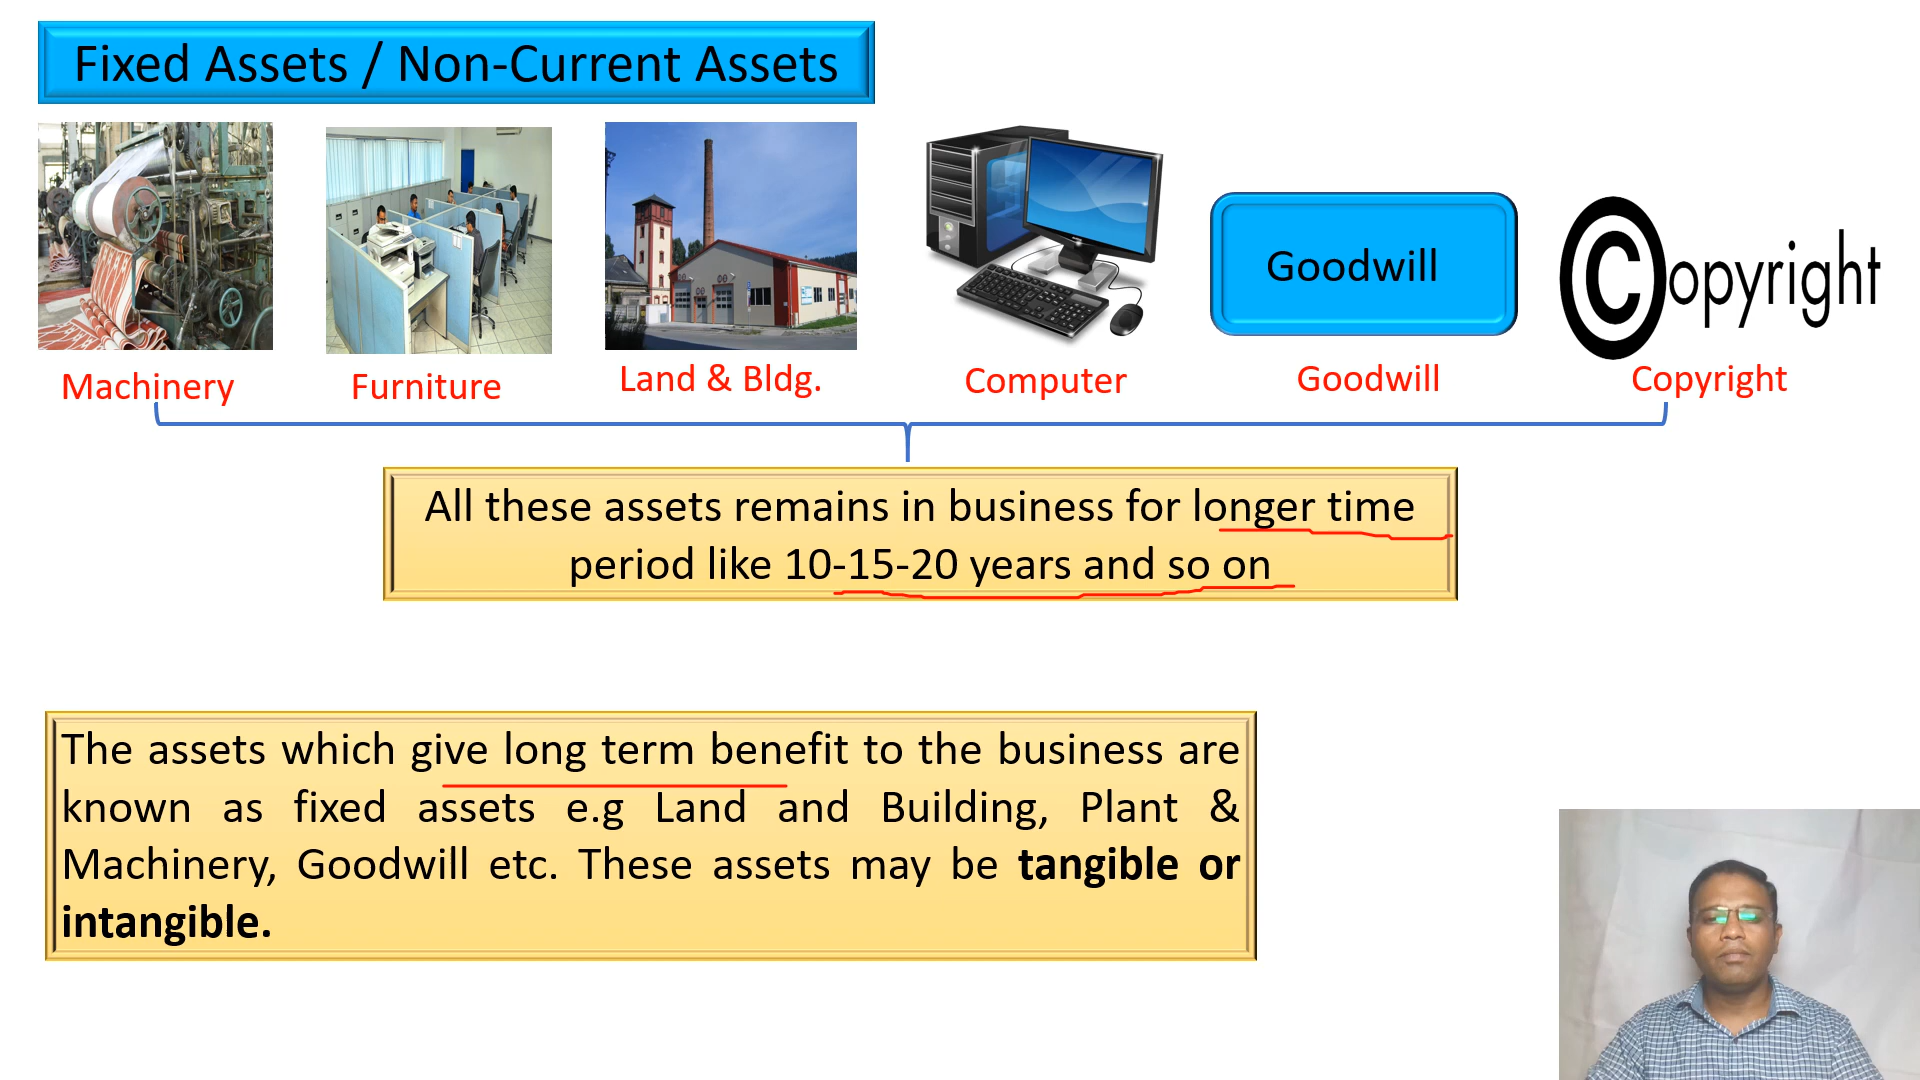 Fixed Assets / Non-Current Assets
Goodwill
Copyright
Machinery
Furniture
Land & Bldg.
Computer
Goodwill
Copyright
All these assets remains in business for longer time
period like 10-15-20 years and so on
The assets which give long term benefit to the business are
known as fixed assets e.g Land and Building, Plant &
Machinery, Goodwill etc. These assets may be tangible or
intangible.